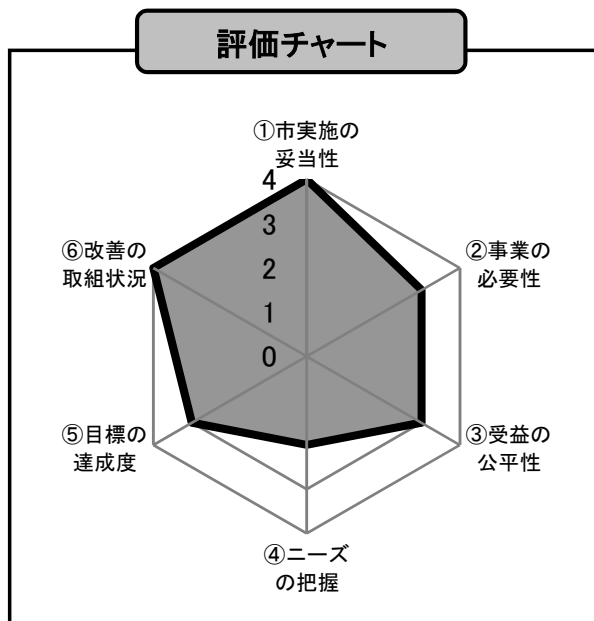 評価チャート
①市実施の
妥当性
4
3
2
1
0
②事業の
必要性
③受益の
公平性
④ニーズ
の把握
⑤目標の
達成度
⑥改善の
取組状況